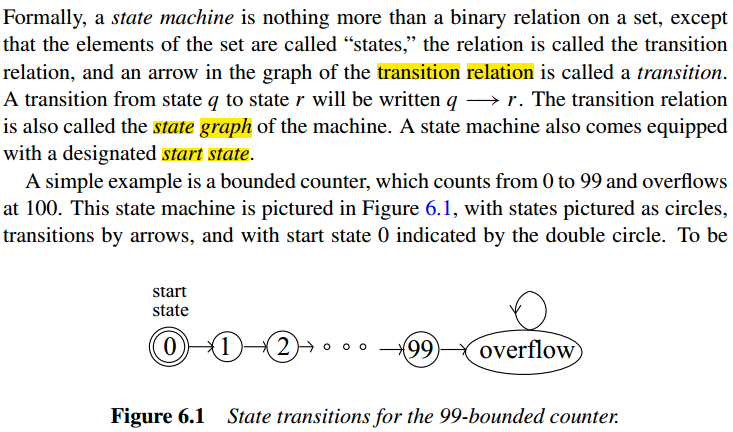 Formally, a state machine is nothing more than a binary relation on a set, except
that the elements of the set are called “states,” the relation is called the transition
relation, and an arrow in the graph of the transition relation is called a transition.
A transition from state q to state r will be written q ⟶ r. The transition relation
is also called the state graph of the machine. A state machine also comes equipped
with a designated start state.
A simple example is a bounded counter, which counts from 0 to 99 and overflows
at 100. This state machine is pictured in Figure 6.1, with states pictured as circles,
transitions by arrows, and with start state 0 indicated by the double circle. To be
start
state
0 1 2 99 overflow
Figure 6.1 State transitions for the 99-bounded counter.